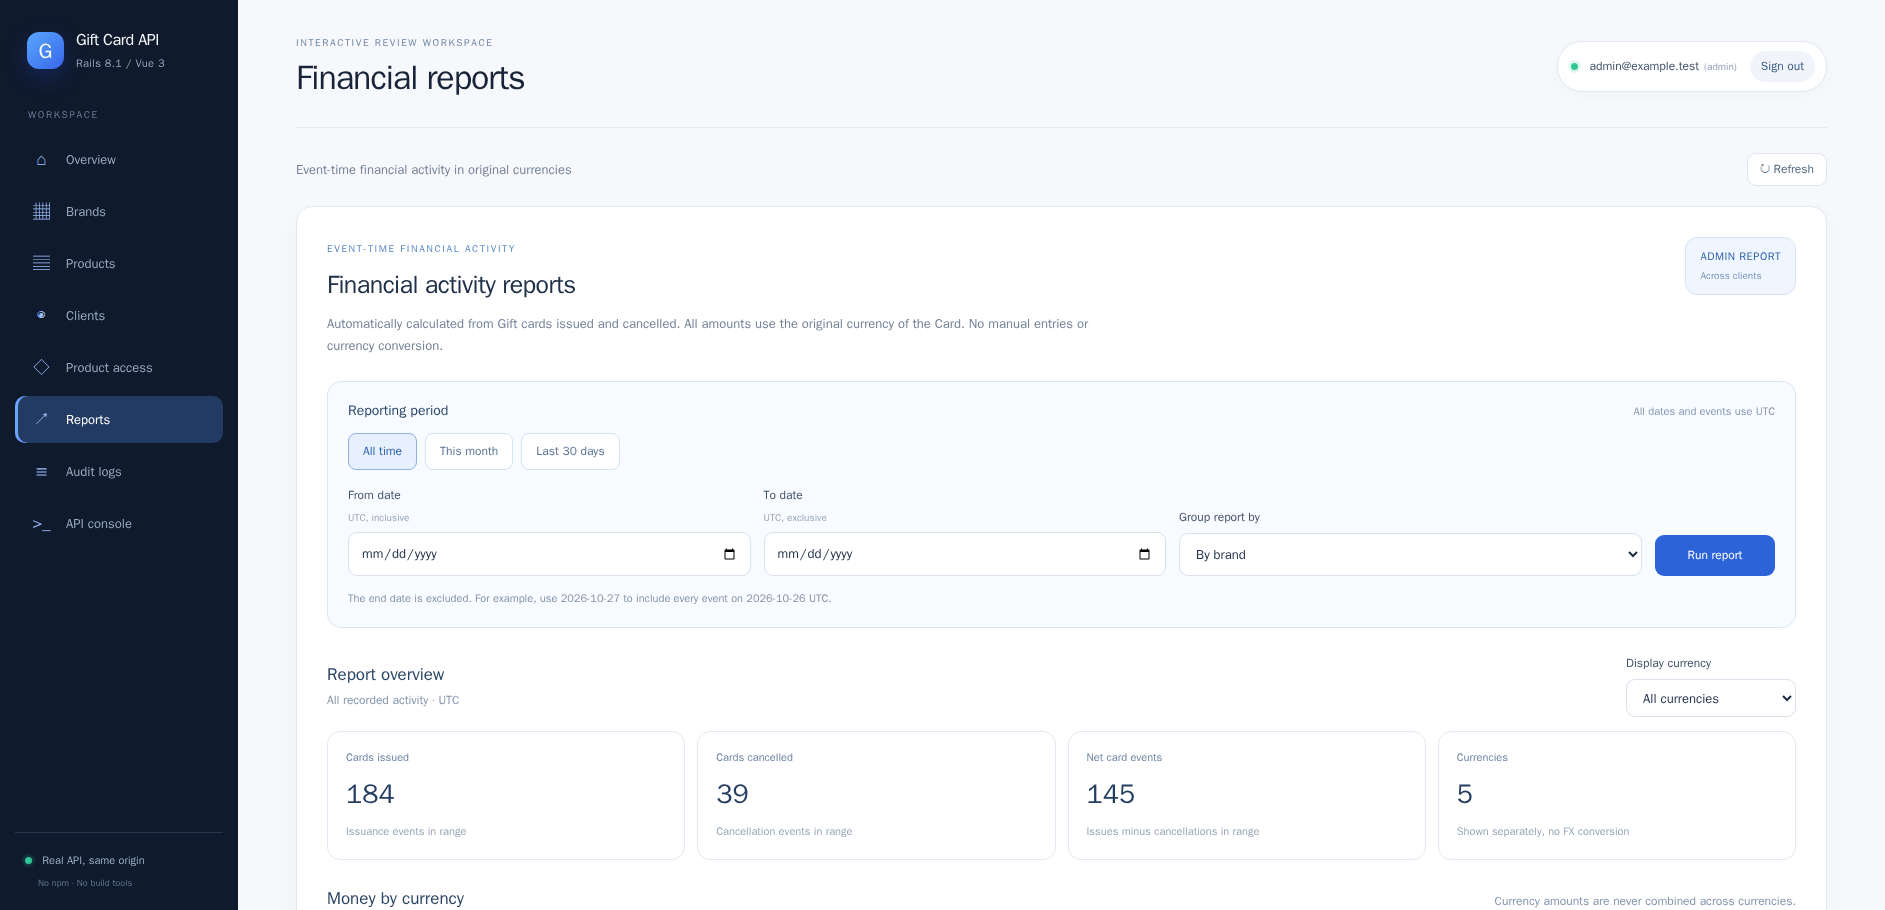 G
Gift Card API
Rails 8.1 / Vue 3
WORKSPACE
Overview
Brands
Products
Clients
Product access
Reports
Audit logs
>_ API console
Real API, same origin
No npm · No build tools
INTERACTIVE REVIEW WORKSPACE
Financial reports
admin@example.test (admin)
Sign out
Event-time financial activity in original currencies
Refresh
EVENT-TIME FINANCIAL ACTIVITY
Financial activity reports
ADMIN REPORT
Across clients
Automatically calculated from Gift cards issued and cancelled. All amounts use the original currency of the Card. No manual entries or
currency conversion.
Reporting period
All dates and events use UTC
All time
This month
Last 30 days
From date
UTC, inclusive
mm/dd/yyyy
To date
UTC, exclusive
mm/dd/yyyy
Group report by
By brand
Run report
The end date is excluded. For example, use 2026-10-27 to include every event on 2026-10-26 UTC.
Report overview
All recorded activity · UTC
Display currency
All currencies
Cards issued
184
Issuance events in range
Cards cancelled
39
Cancellation events in range
Net card events
145
Issues minus cancellations in range
Currencies
5
Shown separately, no FX conversion
Money by currency
Currency amounts are never combined across currencies.